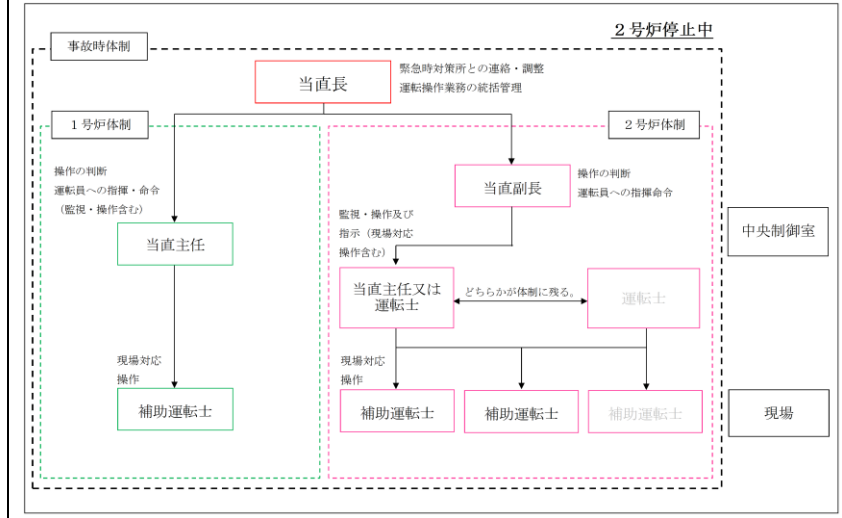 ２号炉停止中
事故時体制
当直長
緊急時対策所との連絡・調整
運転操作業務の統括管理
１号炉体制
２号炉体制
操作の判断
運転員への指揮・命令
（監視・操作含む）
当直主任
当直副長
操作の判断
運転員への指揮命令
監視・操作及び
指示（現場対応
操作含む）
中央制御室
当直主任又は
運転士
どちらかが体制に残る。
運転士
現場対応
操作
補助運転士
現場対応
操作
補助運転士
補助運転士
補助運転士
現場